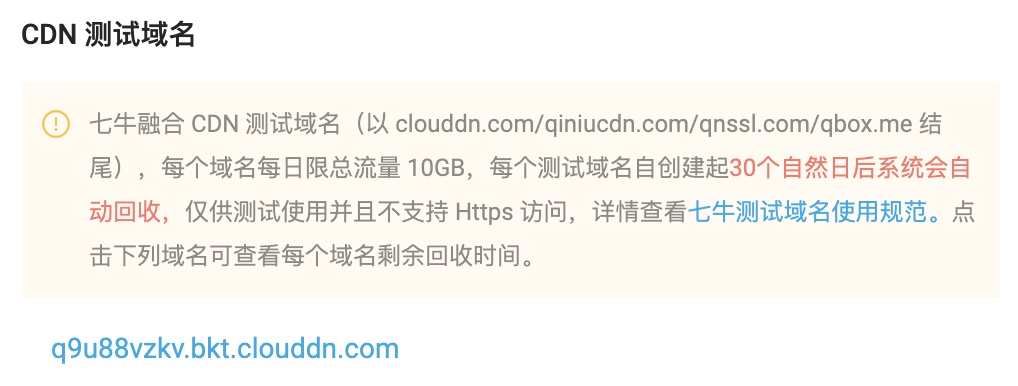 CDN 测试域名
七牛融合 CDN 测试域名（以 clouddn.com/qiniucdn.com/qnssl.com/qbox.me 结
尾），每个域名每日限总流量 10GB，每个测试域名自创建起30个自然日后系统会自
动回收，仅供测试使用并且不支持 Https 访问，详情查看七牛测试域名使用规范。点
击下列域名可查看每个域名剩余回收时间。
q9u88vzkv.bkt.clouddn.com